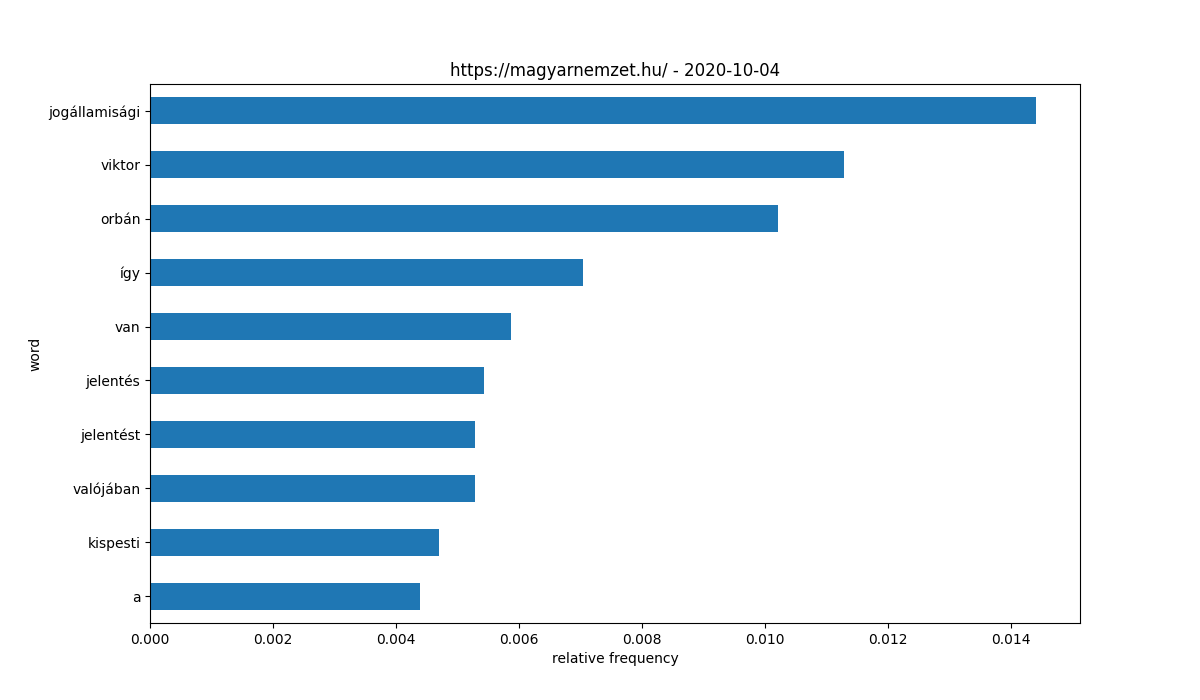 https://magyarnemzet.hu/ - 2020-10-04
jogállamisági
viktor
orbán
így
van
jelentés
jelentést
valójában
kispesti
a
word
0.000 0.002 0.004 0.006 0.008 0.010 0.012 0.014
relative frequency